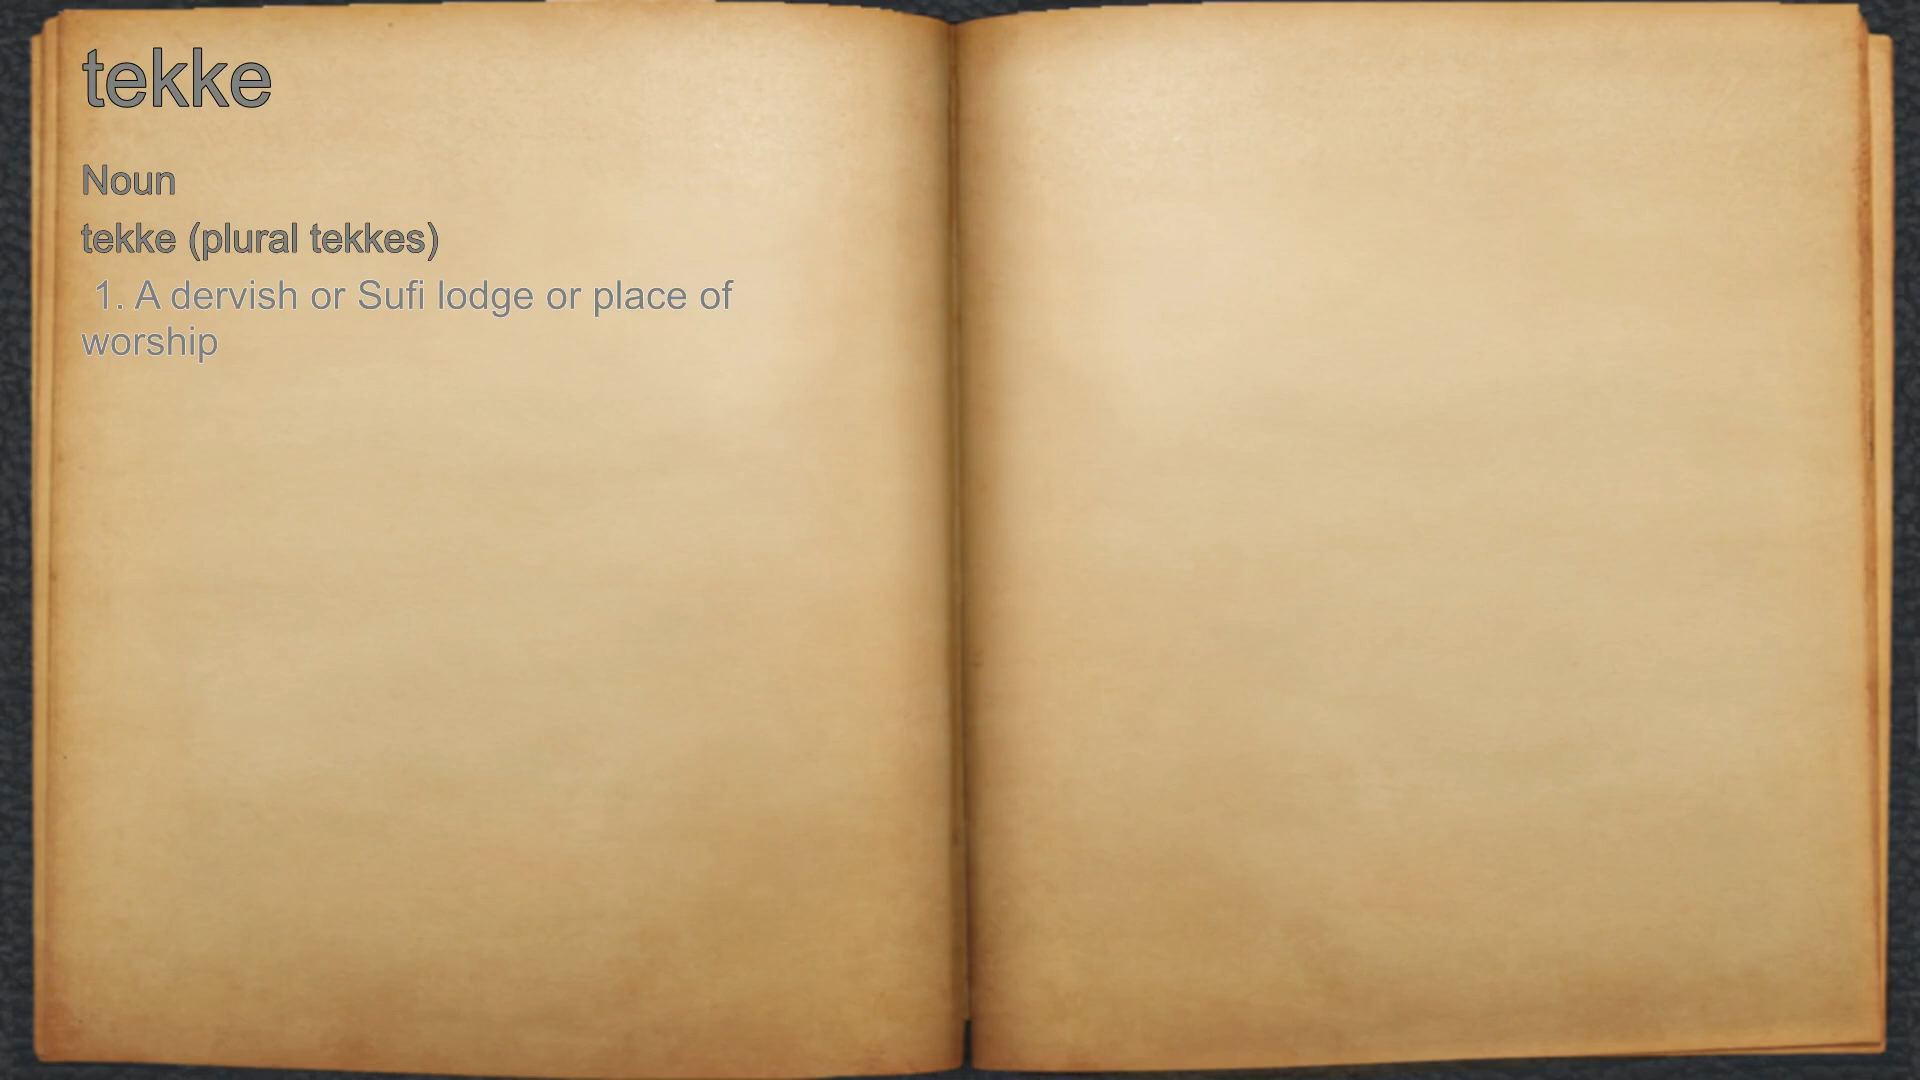 tekke
Noun
tekke (plural tekkes)
1. A dervish or Sufi lodge or place of
worship